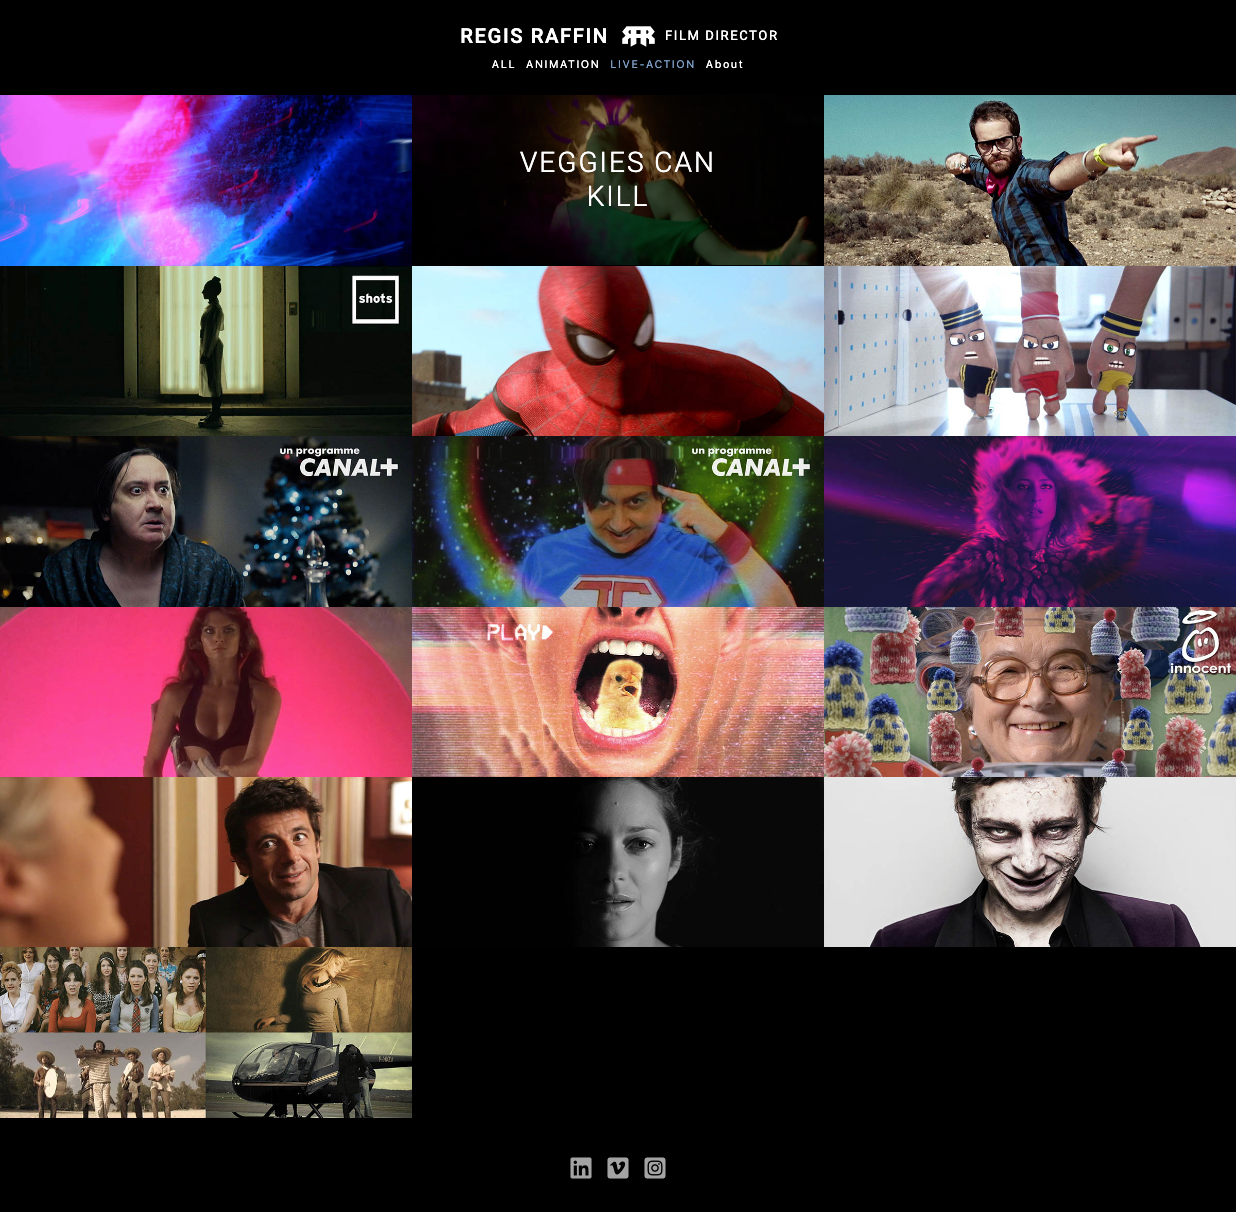 REGIS RAFFIN FILM DIRECTOR
ALL ANIMATION LIVE-ACTION About
VEGGIES CAN
KILL
shots
un programme
CANAL+
un programme
CANAL+
PLAY
innocent
in